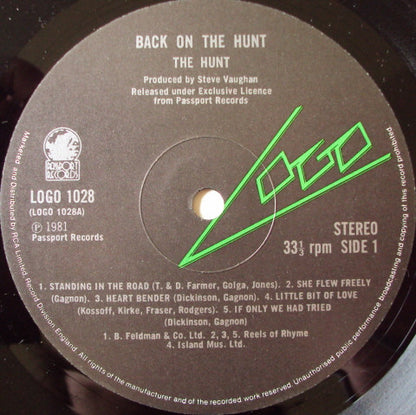 BACK ON THE HUNT
THE HUNT
Produced by Steve Vaughan
Released under Exclusive Licence
from Passport Records
PASSPORT
RECORDS
LOGO
LOGO 1028
(LOGO 1028A)
℗ 1981
Passport Records
STEREO
33⅓ rpm SIDE 1
1. STANDING IN THE ROAD (T. & D. Farmer, Golga, Jones). 2. SHE FLEW FREELY
(Gagnon). 3. HEART BENDER (Dickinson, Gagnon). 4. LITTLE BIT OF LOVE
(Kossoff, Kirke, Fraser, Rodgers). 5. IF ONLY WE HAD TRIED
(Dickinson, Gagnon)
1. B. Feldman & Co. Ltd. 2, 3, 5. Reels of Rhyme
4. Island Mus. Ltd.
Marketed and Distributed by RCA Limited, Record Division, England. All rights of the manufacturer and of the owner of the recorded work reserved. Unauthorised public performance broadcasting and copying of this record prohibited.